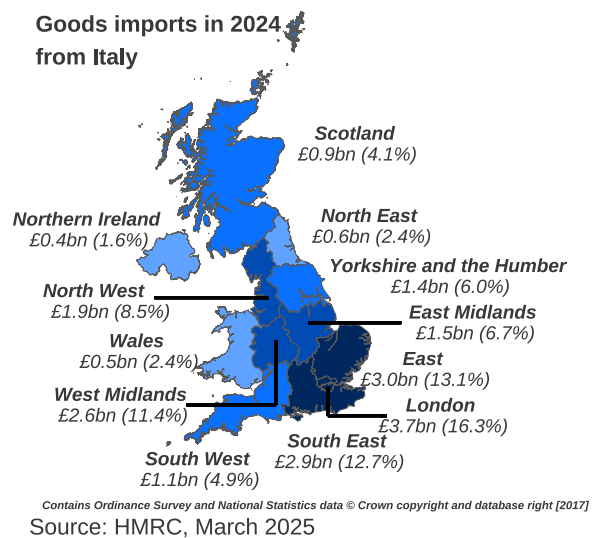 Goods imports in 2024
from Italy
Scotland
£0.9bn (4.1%)
Northern Ireland
£0.4bn (1.6%)
North East
£0.6bn (2.4%)
Yorkshire and the Humber
£1.4bn (6.0%)
North West
£1.9bn (8.5%)
East Midlands
£1.5bn (6.7%)
Wales
£0.5bn (2.4%)
East
£3.0bn (13.1%)
West Midlands
£2.6bn (11.4%)
London
£3.7bn (16.3%)
South East
£2.9bn (12.7%)
South West
£1.1bn (4.9%)
Contains Ordinance Survey and National Statistics data © Crown copyright and database right [2017]
Source: HMRC, March 2025